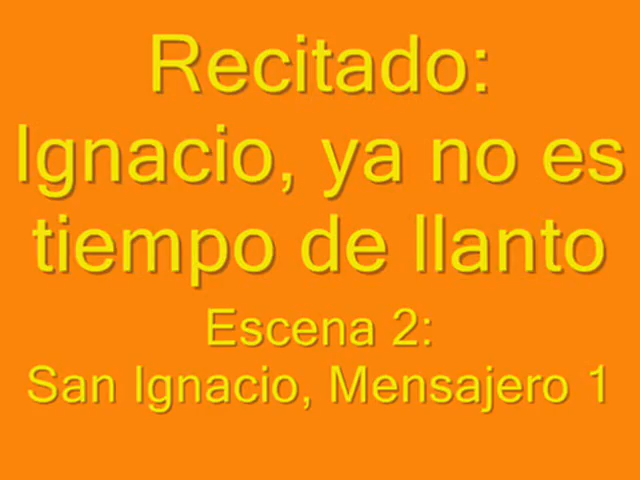 Recitado:
Ignacio, ya no es
tiempo de llanto
Escena 2:
San Ignacio, Mensajero 1